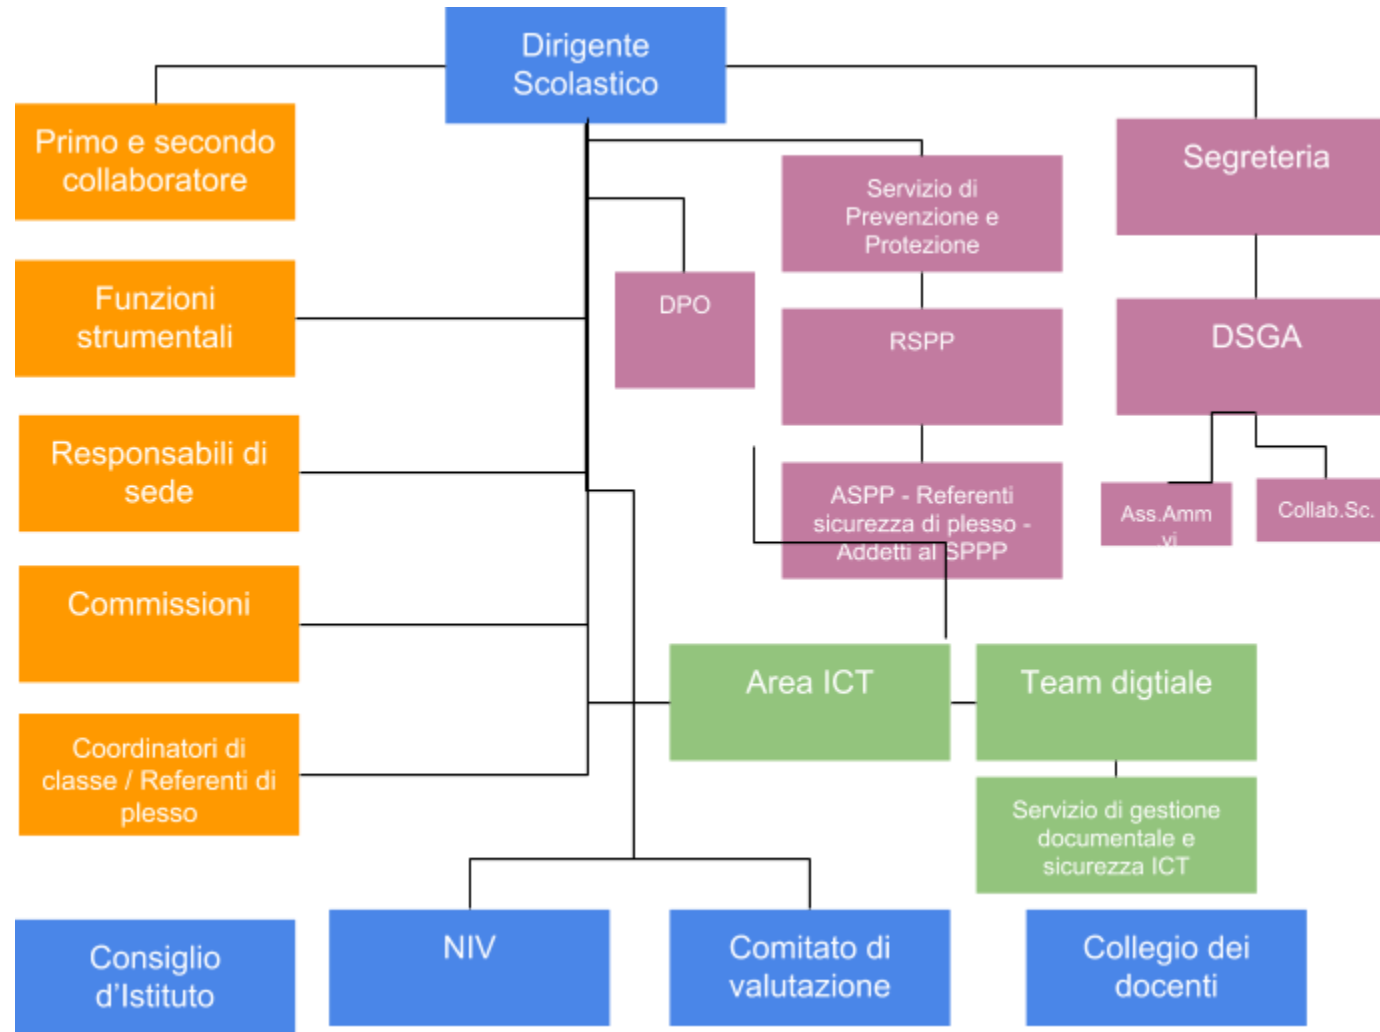 Dirigente
Scolastico
Primo e secondo
collaboratore
Segreteria
Servizio di
Prevenzione e
Protezione
Funzioni
strumentali
DPO
RSPP
DSGA
Responsabili di
sede
ASPP - Referenti
sicurezza di plesso -
Addetti al SPPP
Ass.Amm
.vi
Collab.Sc.
Commissioni
Area ICT
Team digtiale
Coordinatori di
classe / Referenti di
plesso
Servizio di gestione
documentale e
sicurezza ICT
Consiglio
d'Istituto
NIV
Comitato di
valutazione
Collegio dei
docenti